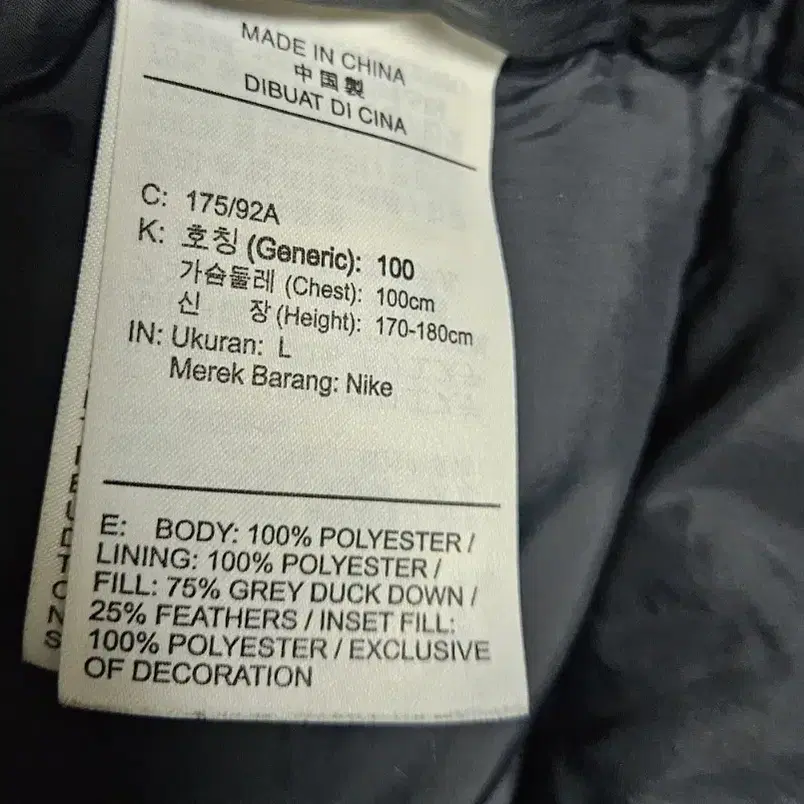 MADE IN CHINA
中国製
DIBUAT DI CINA
C: 175/92A
K: 호칭 (Generic): 100
가슴둘레 (Chest): 100cm
신 장 (Height): 170-180cm
IN: Ukuran: L
Merek Barang: Nike
E: BODY: 100% POLYESTER /
LINING: 100% POLYESTER /
FILL: 75% GREY DUCK DOWN /
25% FEATHERS / INSET FILL:
100% POLYESTER / EXCLUSIVE
OF DECORATION